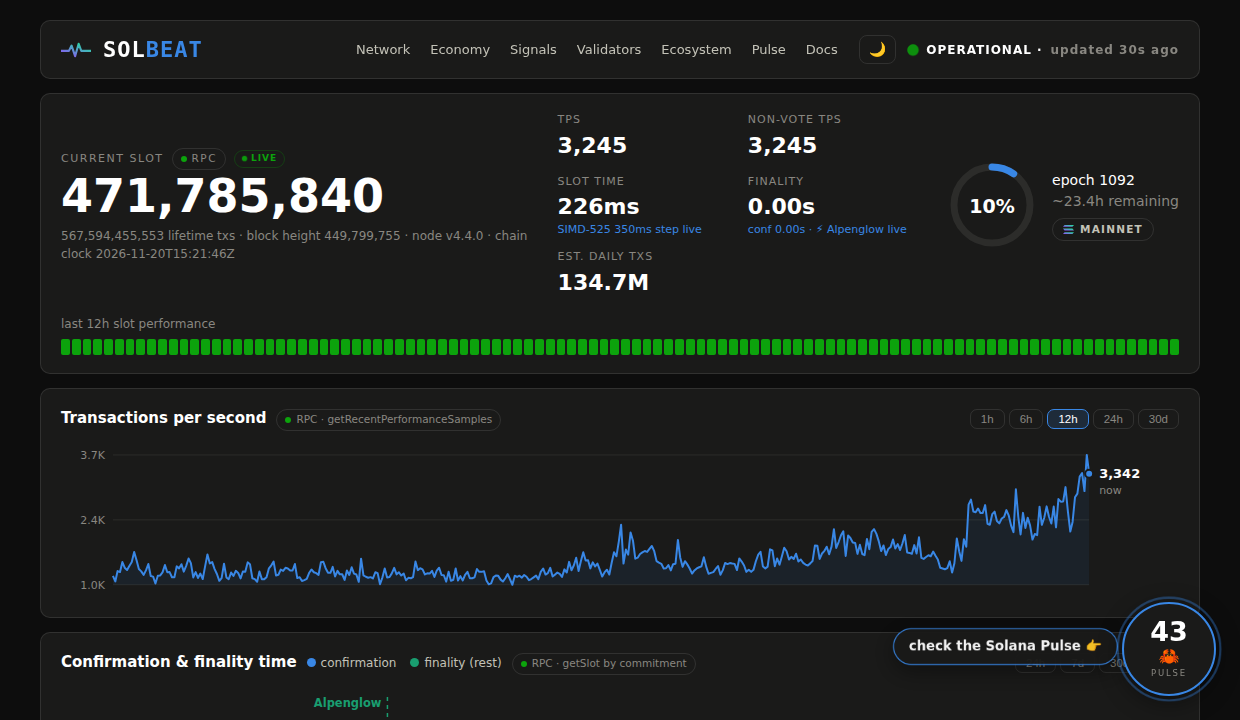 SOLBEAT
Network Economy Signals Validators Ecosystem Pulse Docs
OPERATIONAL · updated 30s ago
CURRENT SLOT RPC LIVE
471,785,840
567,594,455,553 lifetime txs · block height 449,799,755 · node v4.4.0 · chain
clock 2026-11-20T15:21:46Z
TPS
3,245
NON-VOTE TPS
3,245
SLOT TIME
226ms
SIMD-525 350ms step live
FINALITY
0.00s
conf 0.00s · ⚡ Alpenglow live
EST. DAILY TXS
134.7M
10%
epoch 1092
~23.4h remaining
MAINNET
last 12h slot performance
Transactions per second RPC · getRecentPerformanceSamples
1h 6h 12h 24h 30d
3.7K
2.4K
1.0K
3,342
now
Confirmation & finality time confirmation finality (rest) RPC · getSlot by commitment
Alpenglow
check the Solana Pulse 👉
43
PULSE